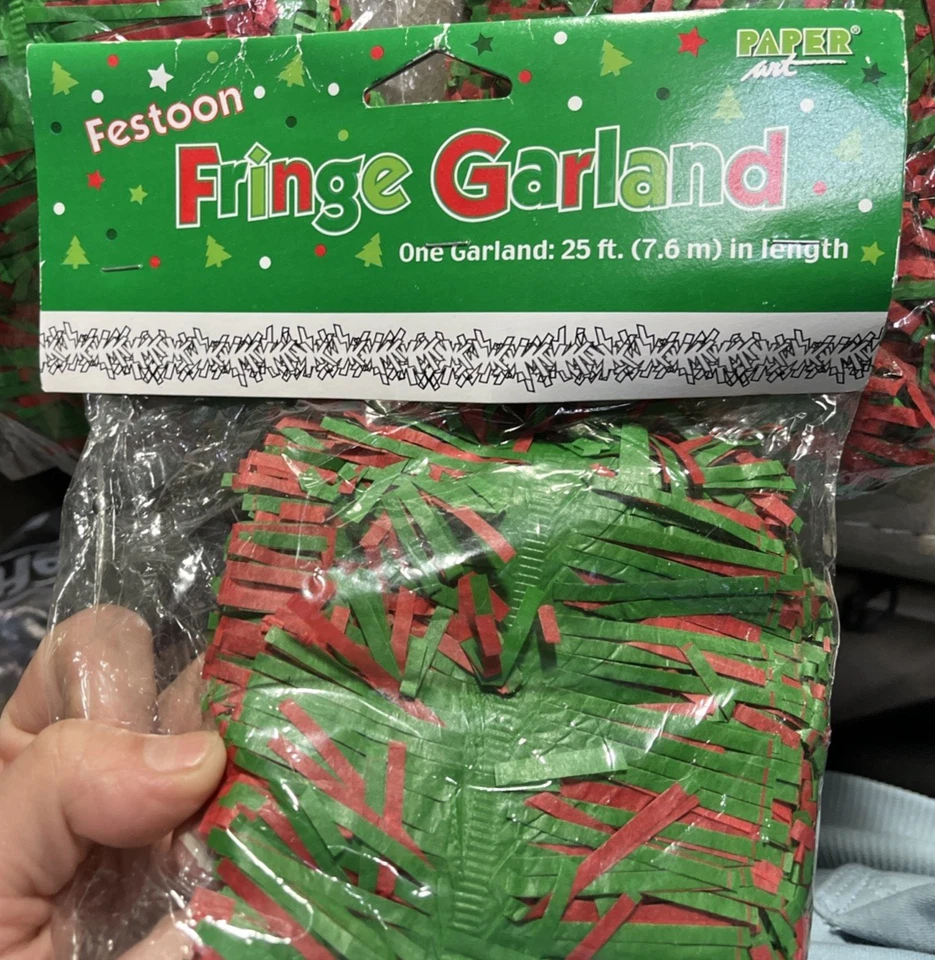 PAPER®
art
Festoon
Fringe Garland
One Garland: 25 ft. (7.6 m) in length